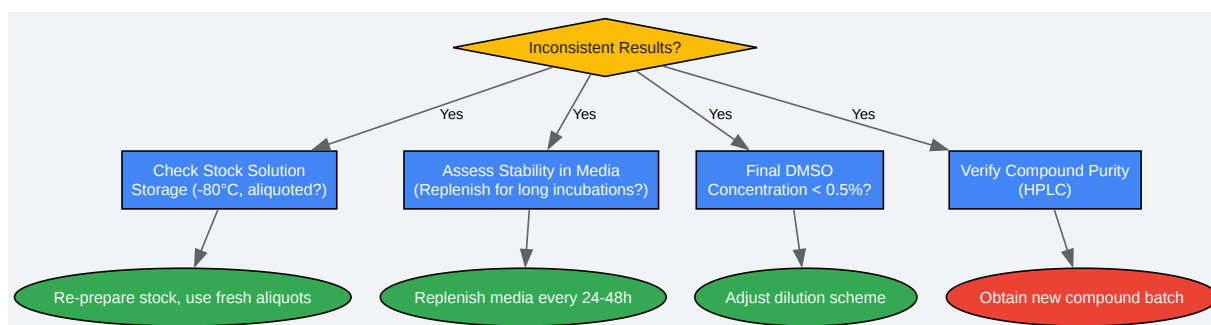 Inconsistent Results?
Yes
Yes
Yes
Yes
Check Stock Solution
Storage (-80°C, aliquoted?)
Assess Stability in Media
(Replenish for long incubations?)
Final DMSO
Concentration < 0.5%?
Verify Compound Purity
(HPLC)
Re-prepare stock, use fresh aliquots
Replenish media every 24-48h
Adjust dilution scheme
Obtain new compound batch